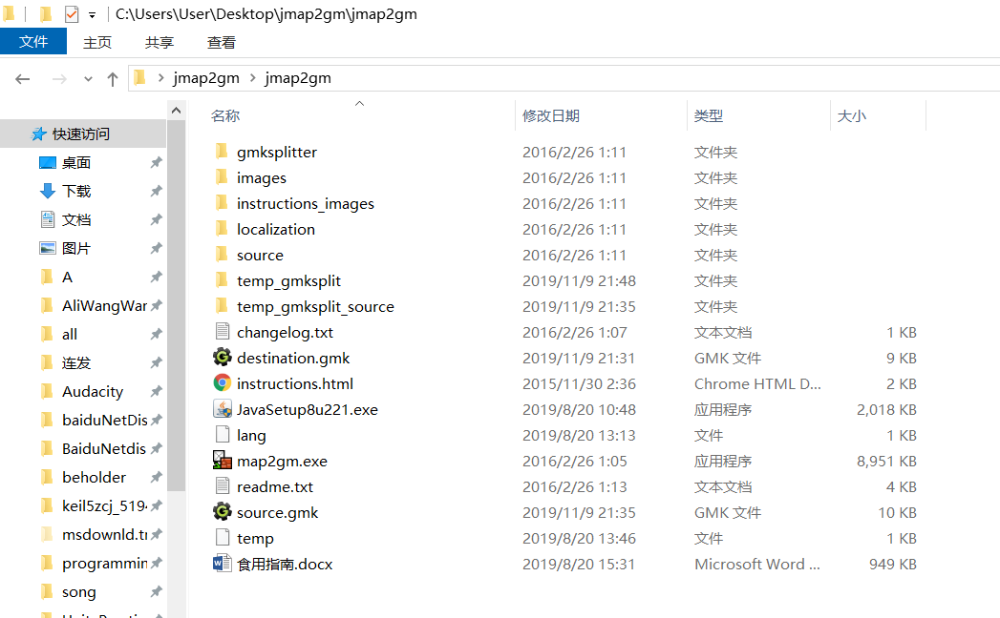 C:\Users\User\Desktop\jmap2gm\jmap2gm
文件 主页 共享 查看
jmap2gm jmap2gm
快速访问
桌面
下载
文档
图片
A
AliWangWar
all
连发
Audacity
baiduNetDis
BaiduNetdis
beholder
keil5zcj_519
msdownld.t
programmin
song
名称 修改日期 类型 大小
gmksplitter 2016/2/26 1:11 文件夹
images 2016/2/26 1:11 文件夹
instructions_images 2016/2/26 1:11 文件夹
localization 2016/2/26 1:11 文件夹
source 2016/2/26 1:11 文件夹
temp_gmksplit 2019/11/9 21:48 文件夹
temp_gmksplit_source 2019/11/9 21:35 文件夹
changelog.txt 2016/2/26 1:07 文本文档 1 KB
destination.gmk 2019/11/9 21:31 GMK 文件 9 KB
instructions.html 2015/11/30 2:36 Chrome HTML D... 2 KB
JavaSetup8u221.exe 2019/8/20 10:48 应用程序 2,018 KB
lang 2019/8/20 13:13 文件 1 KB
map2gm.exe 2016/2/26 1:05 应用程序 8,951 KB
readme.txt 2016/2/26 1:13 文本文档 4 KB
source.gmk 2019/11/9 21:35 GMK 文件 10 KB
temp 2019/8/20 13:46 文件 1 KB
食用指南.docx 2019/8/20 15:31 Microsoft Word ... 949 KB